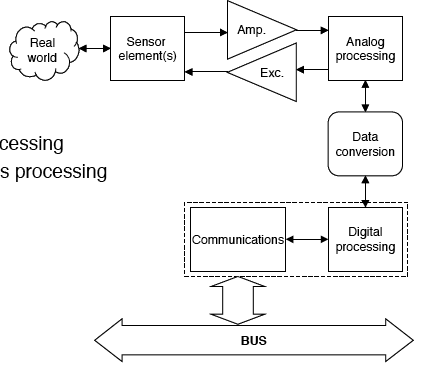 Real
world
Sensor
element(s)
Amp.
Exc.
Analog
processing
cessing
s processing
Data
conversion
Communications
Digital
processing
BUS